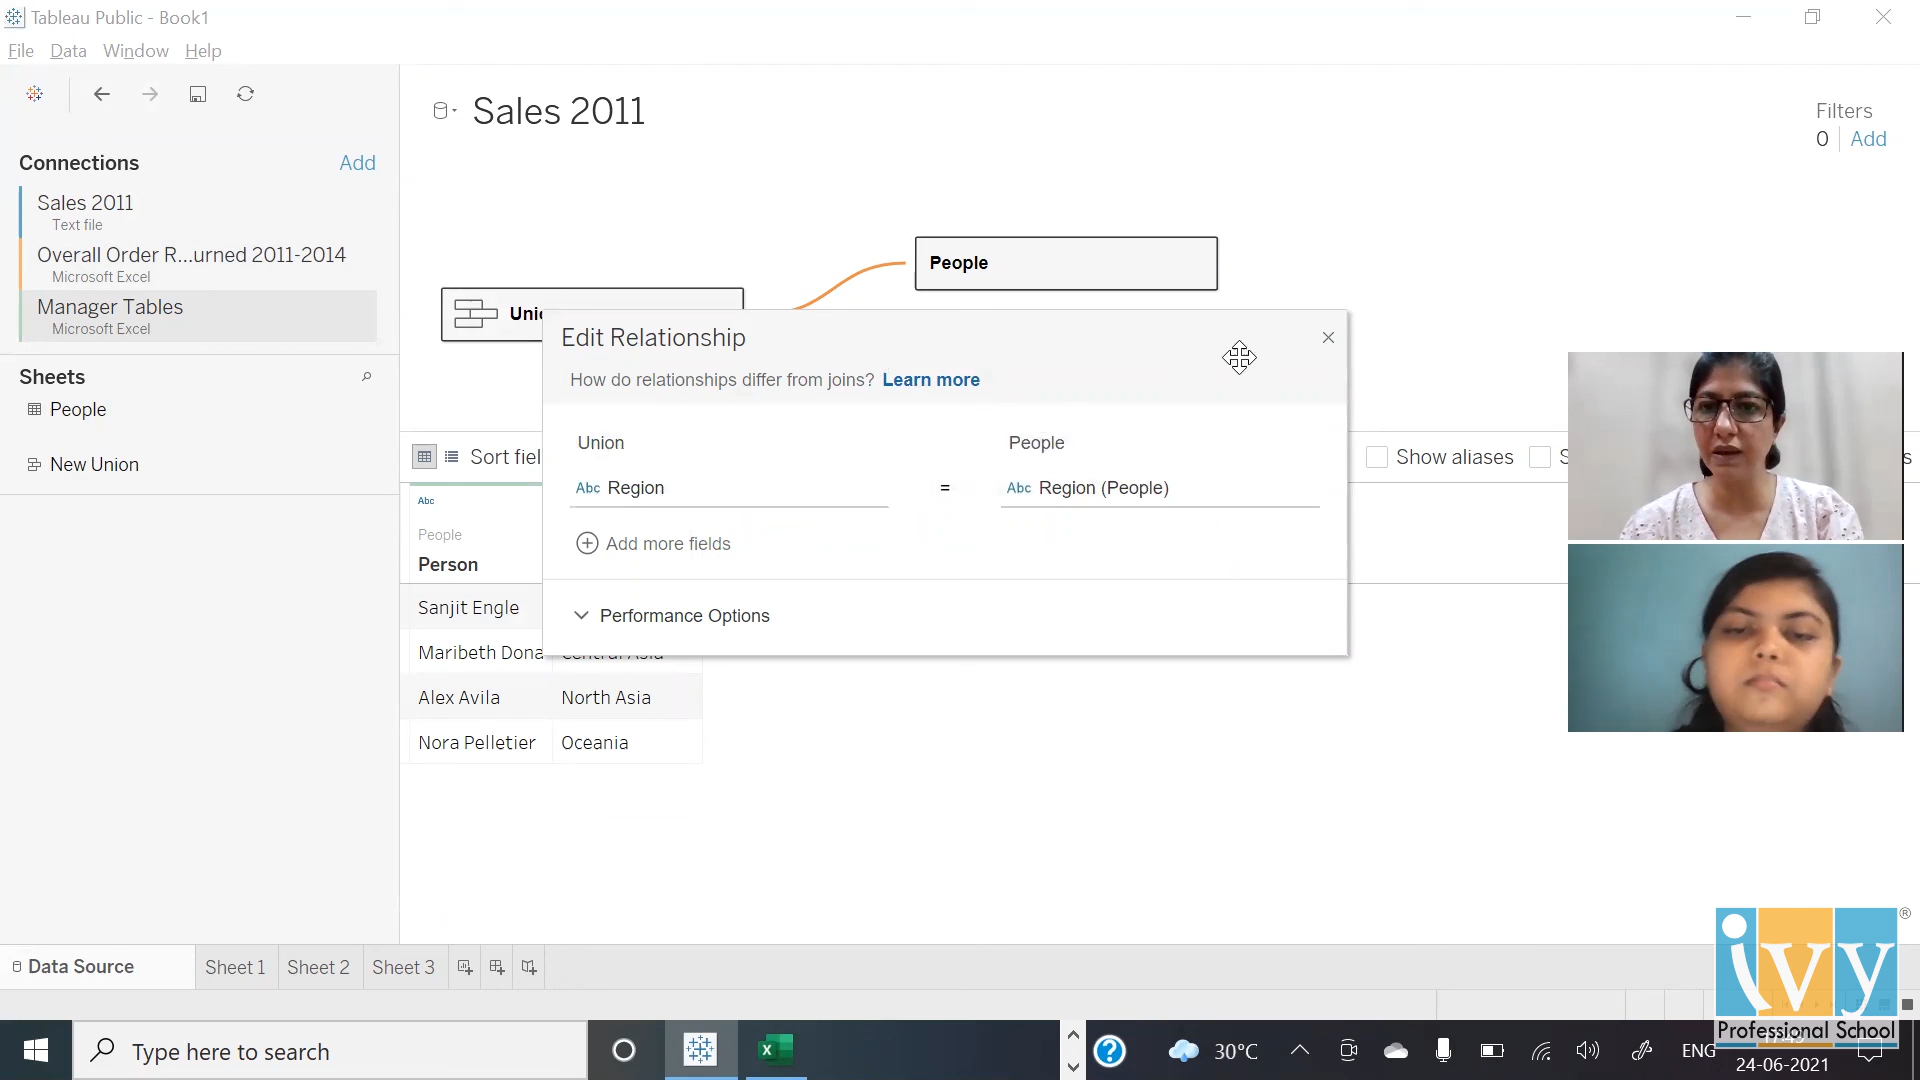 Tableau Public - Book1
File Data Window Help
Sales 2011
Filters
0 Add
Connections Add
Sales 2011
Text file
Overall Order R...urned 2011-2014
Microsoft Excel
Manager Tables
Microsoft Excel
People
Edit Relationship
How do relationships differ from joins? Learn more
Sheets
People
New Union
Union People
Abc Region = Abc Region (People)
Add more fields
Performance Options
Show aliases
Abc
People
Person
Sanjit Engle
Maribeth Dona
Alex Avila North Asia
Nora Pelletier Oceania
Data Source Sheet 1 Sheet 2 Sheet 3
ivy
Professional School
®
Type here to search
30°C
ENG
24-06-2021